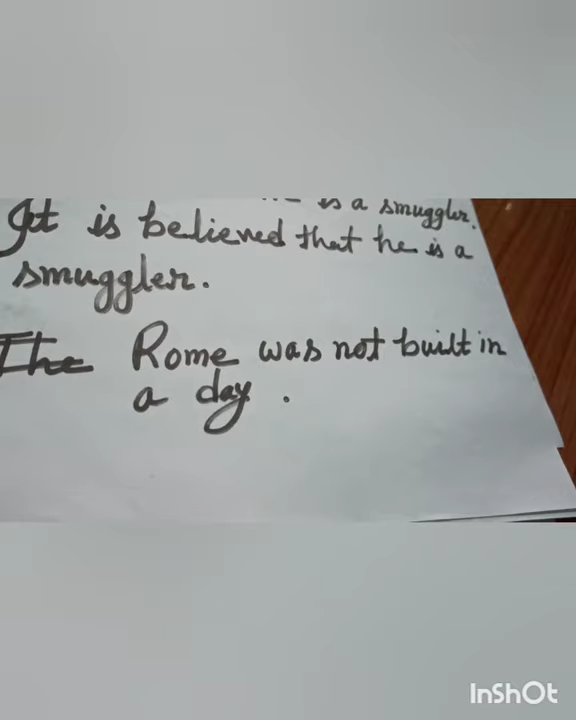 is a smuggler.
It is believed that he is a
smuggler.
The Rome was not built in
a day.
InShOt